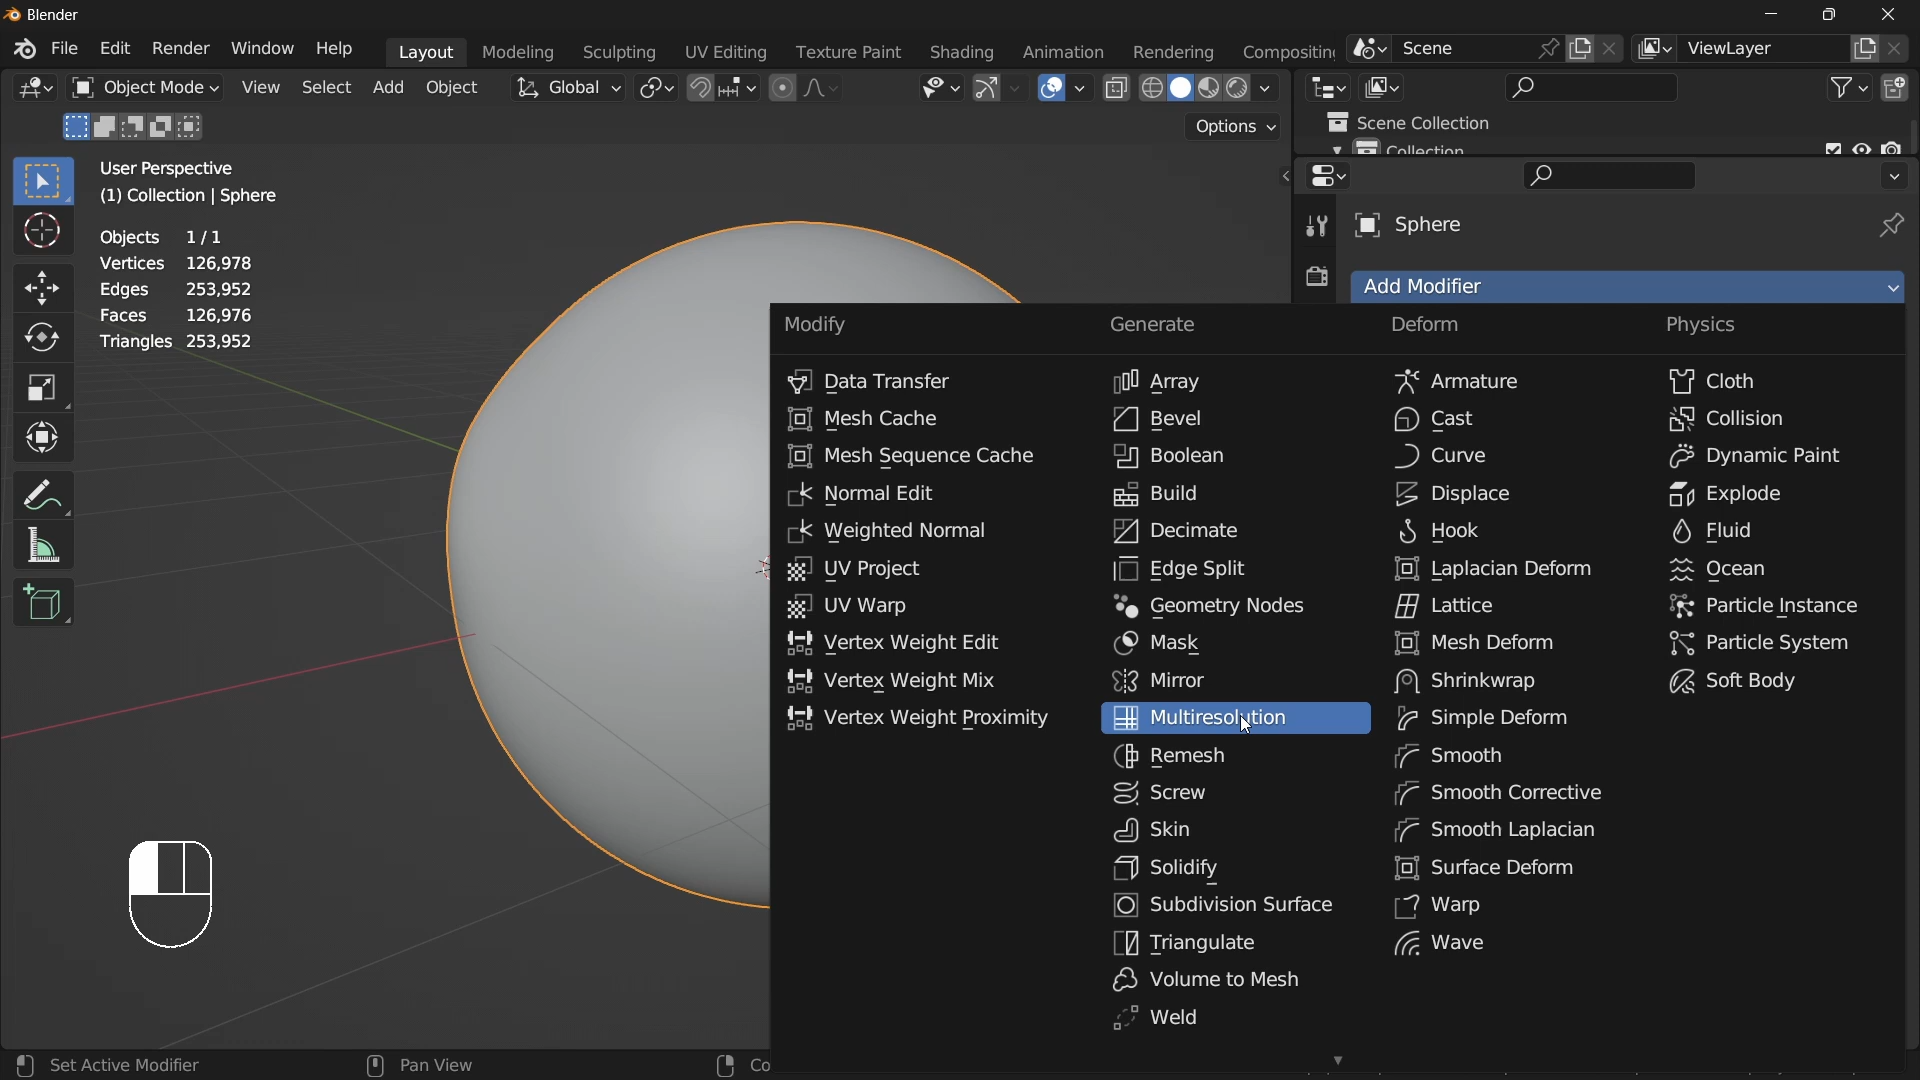 Blender
File Edit Render Window Help Layout Modeling Sculpting UV Editing Texture Paint Shading Animation Rendering Compositing Scene ViewLayer
Object Mode View Select Add Object Global
Options
Scene Collection
Collection
User Perspective
(1) Collection | Sphere
Objects 1 / 1
Vertices 126,978
Edges 253,952
Faces 126,976
Triangles 253,952
Sphere
Add Modifier
Modify
Data Transfer
Mesh Cache
Mesh Sequence Cache
Normal Edit
Weighted Normal
UV Project
UV Warp
Vertex Weight Edit
Vertex Weight Mix
Vertex Weight Proximity
Generate
Array
Bevel
Boolean
Build
Decimate
Edge Split
Geometry Nodes
Mask
Mirror
Multiresolution
Remesh
Screw
Skin
Solidify
Subdivision Surface
Triangulate
Volume to Mesh
Weld
Deform
Armature
Cast
Curve
Displace
Hook
Laplacian Deform
Lattice
Mesh Deform
Shrinkwrap
Simple Deform
Smooth
Smooth Corrective
Smooth Laplacian
Surface Deform
Warp
Wave
Physics
Cloth
Collision
Dynamic Paint
Explode
Fluid
Ocean
Particle Instance
Particle System
Soft Body
Set Active Modifier Pan View Co